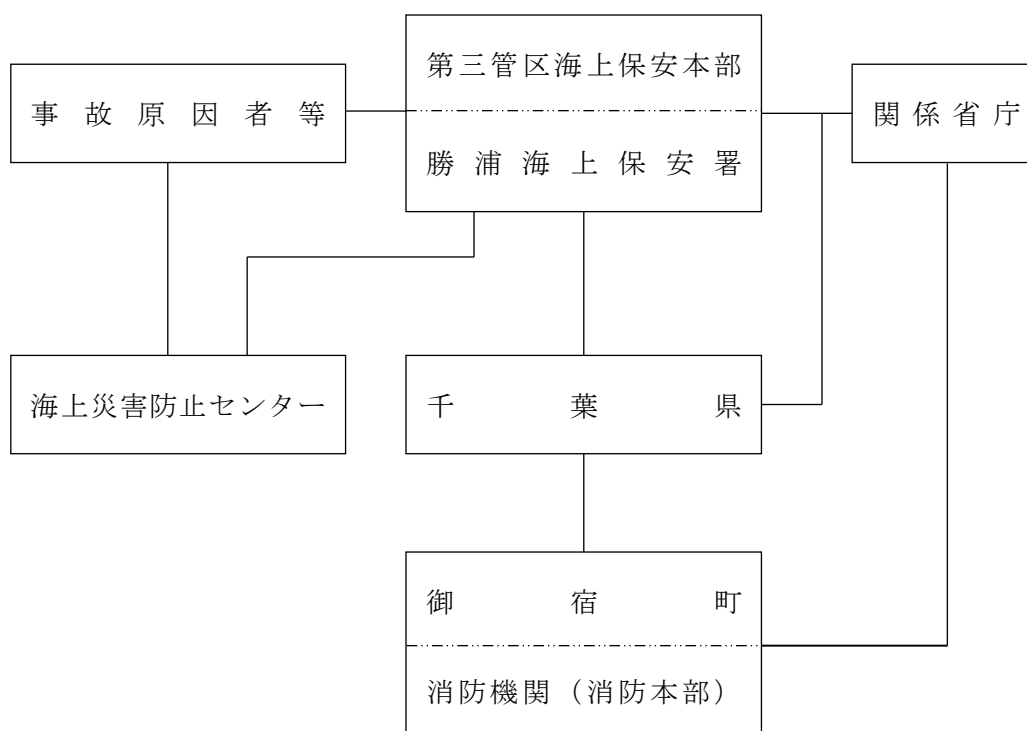 第三管区海上保安本部
事故原因者等
関係省庁
勝浦海上保安署
海上災害防止センター
千葉県
御宿町
消防機関（消防本部）